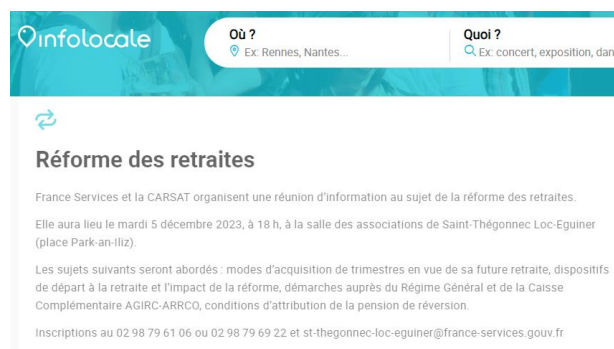 infolocale
Où ?
Ex: Rennes, Nantes...
Quoi ?
Ex: concert, exposition, dan
Réforme des retraites
France Services et la CARSAT organisent une réunion d'information au sujet de la réforme des retraites.
Elle aura lieu le mardi 5 décembre 2023, à 18 h, à la salle des associations de Saint-Thégonnec Loc-Eguiner
(place Park-an-Iliz).
Les sujets suivants seront abordés : modes d'acquisition de trimestres en vue de sa future retraite, dispositifs
de départ à la retraite et l'impact de la réforme, démarches auprès du Régime Général et de la Caisse
Complémentaire AGIRC-ARRCO, conditions d'attribution de la pension de réversion.
Inscriptions au 02 98 79 61 06 ou 02 98 79 69 22 et st-thegonnec-loc-eguiner@france-services.gouv.fr